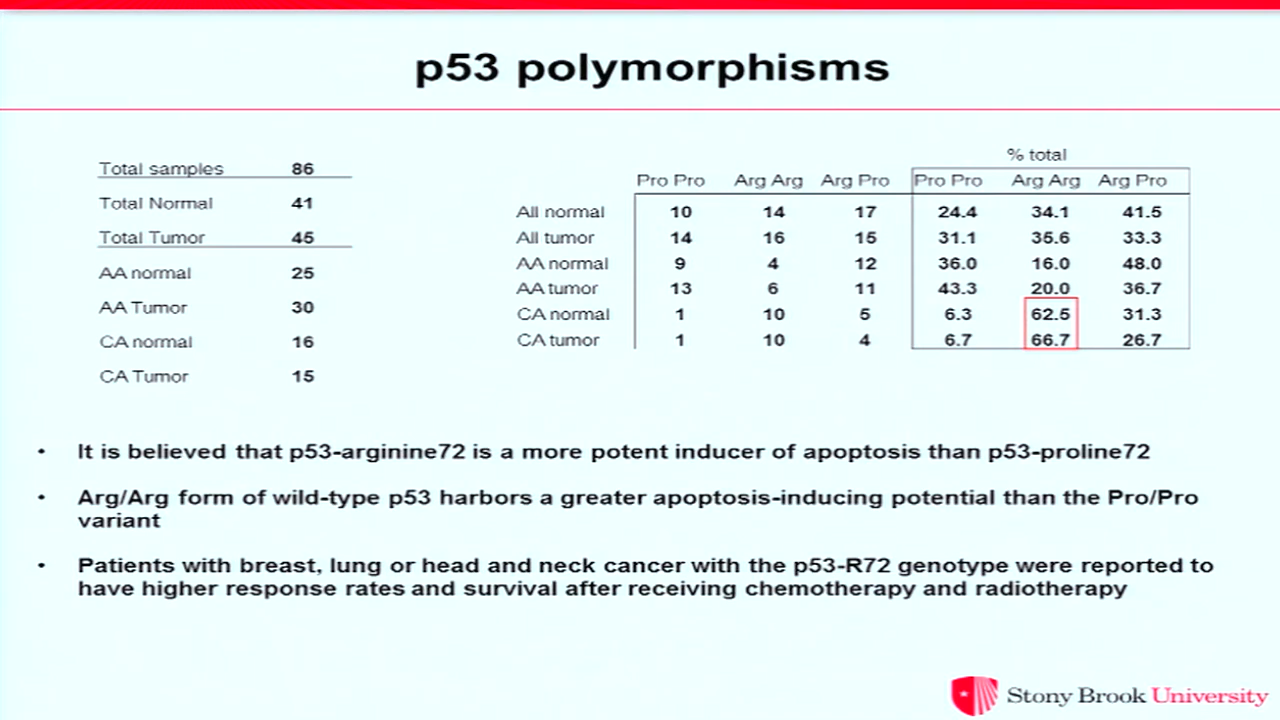 p53 polymorphisms
Total samples 86
Total Normal 41
Total Tumor 45
AA normal 25
AA Tumor 30
CA normal 16
CA Tumor 15
% total
Pro Pro Arg Arg Arg Pro Pro Pro Arg Arg Arg Pro
All normal 10 14 17 24.4 34.1 41.5
All tumor 14 16 15 31.1 35.6 33.3
AA normal 9 4 12 36.0 16.0 48.0
AA tumor 13 6 11 43.3 20.0 36.7
CA normal 1 10 5 6.3 62.5 31.3
CA tumor 1 10 4 6.7 66.7 26.7
• It is believed that p53-arginine72 is a more potent inducer of apoptosis than p53-proline72
• Arg/Arg form of wild-type p53 harbors a greater apoptosis-inducing potential than the Pro/Pro
variant
• Patients with breast, lung or head and neck cancer with the p53-R72 genotype were reported to
have higher response rates and survival after receiving chemotherapy and radiotherapy
Stony Brook University